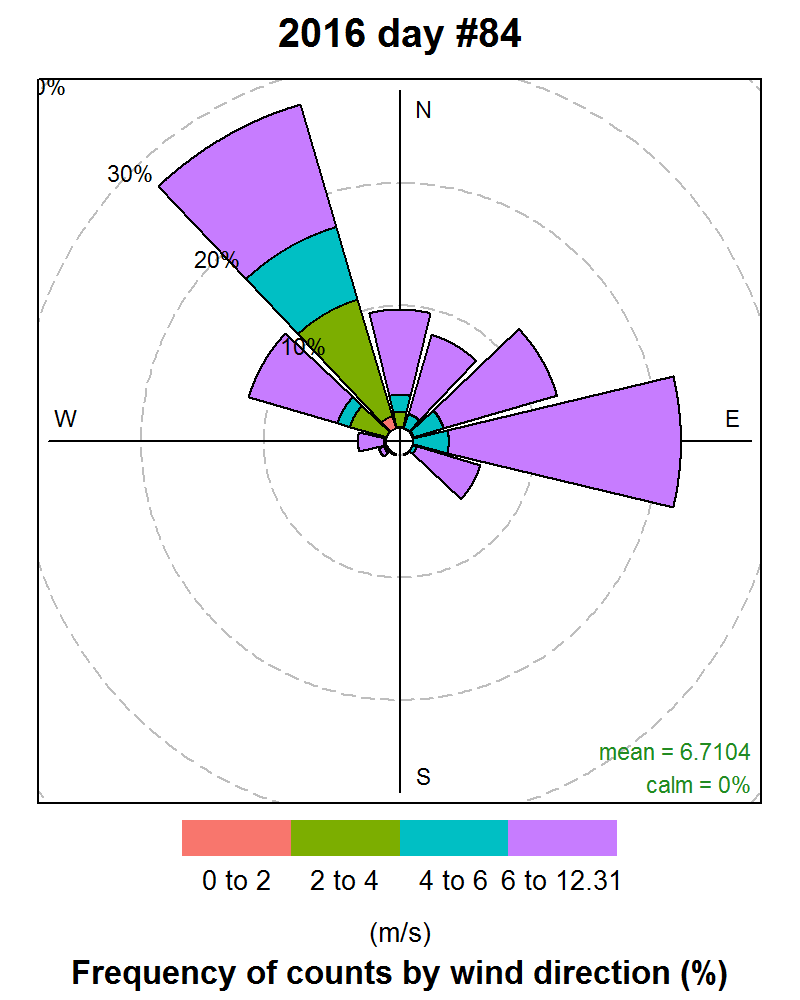 2016 day #84
0%
N
30%
20%
10%
W
E
S
mean = 6.7104
calm = 0%
0 to 2 2 to 4 4 to 6 6 to 12.31
(m/s)
Frequency of counts by wind direction (%)